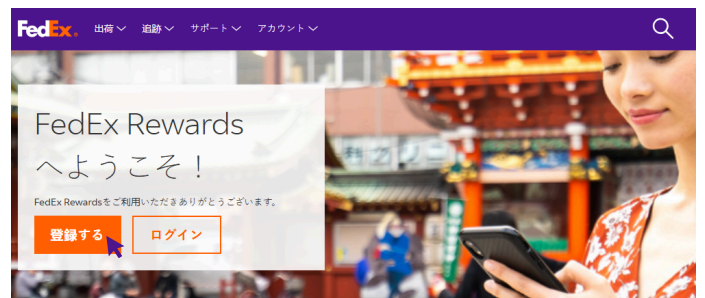 FedEx®
出荷
追跡
サポート
アカウント
FedEx Rewards
へようこそ！
FedEx Rewardsをご利用いただきありがとうございます。
登録する
ログイン